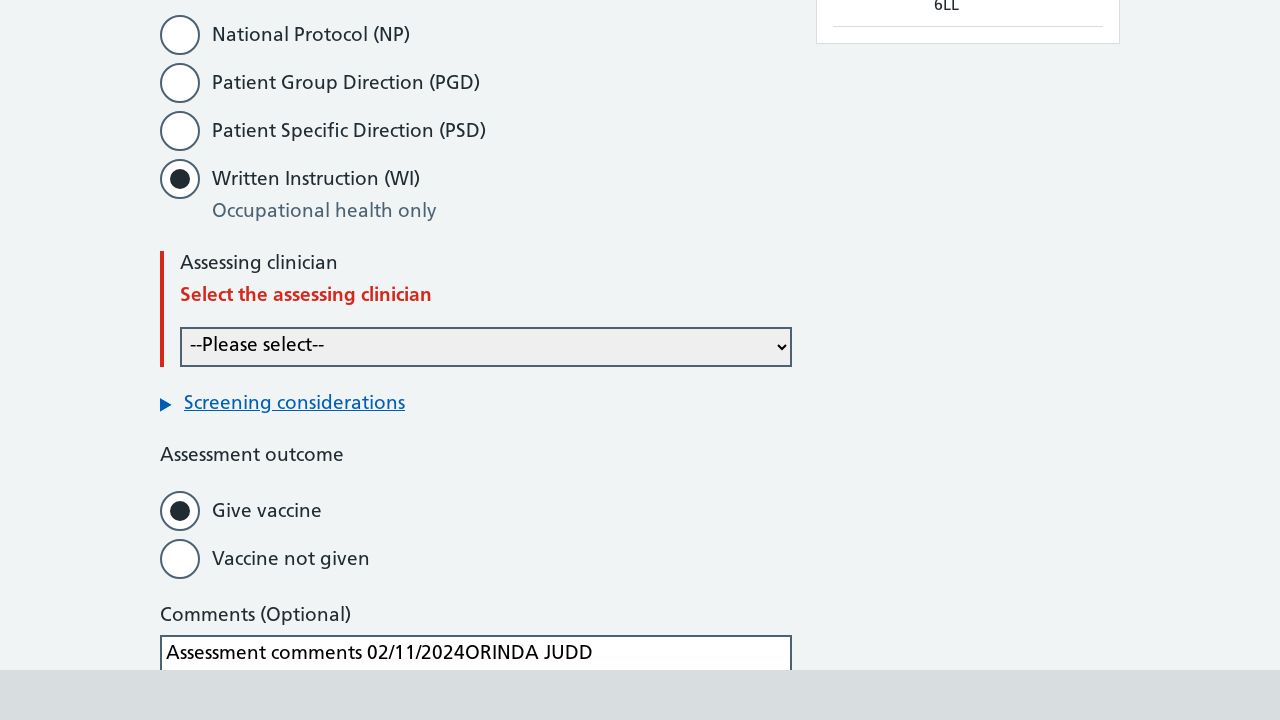 6LL
National Protocol (NP)
Patient Group Direction (PGD)
Patient Specific Direction (PSD)
Written Instruction (WI)
Occupational health only
Assessing clinician
Select the assessing clinician
--Please select--
Screening considerations
Assessment outcome
Give vaccine
Vaccine not given
Comments (Optional)
Assessment comments 02/11/2024ORINDA JUDD